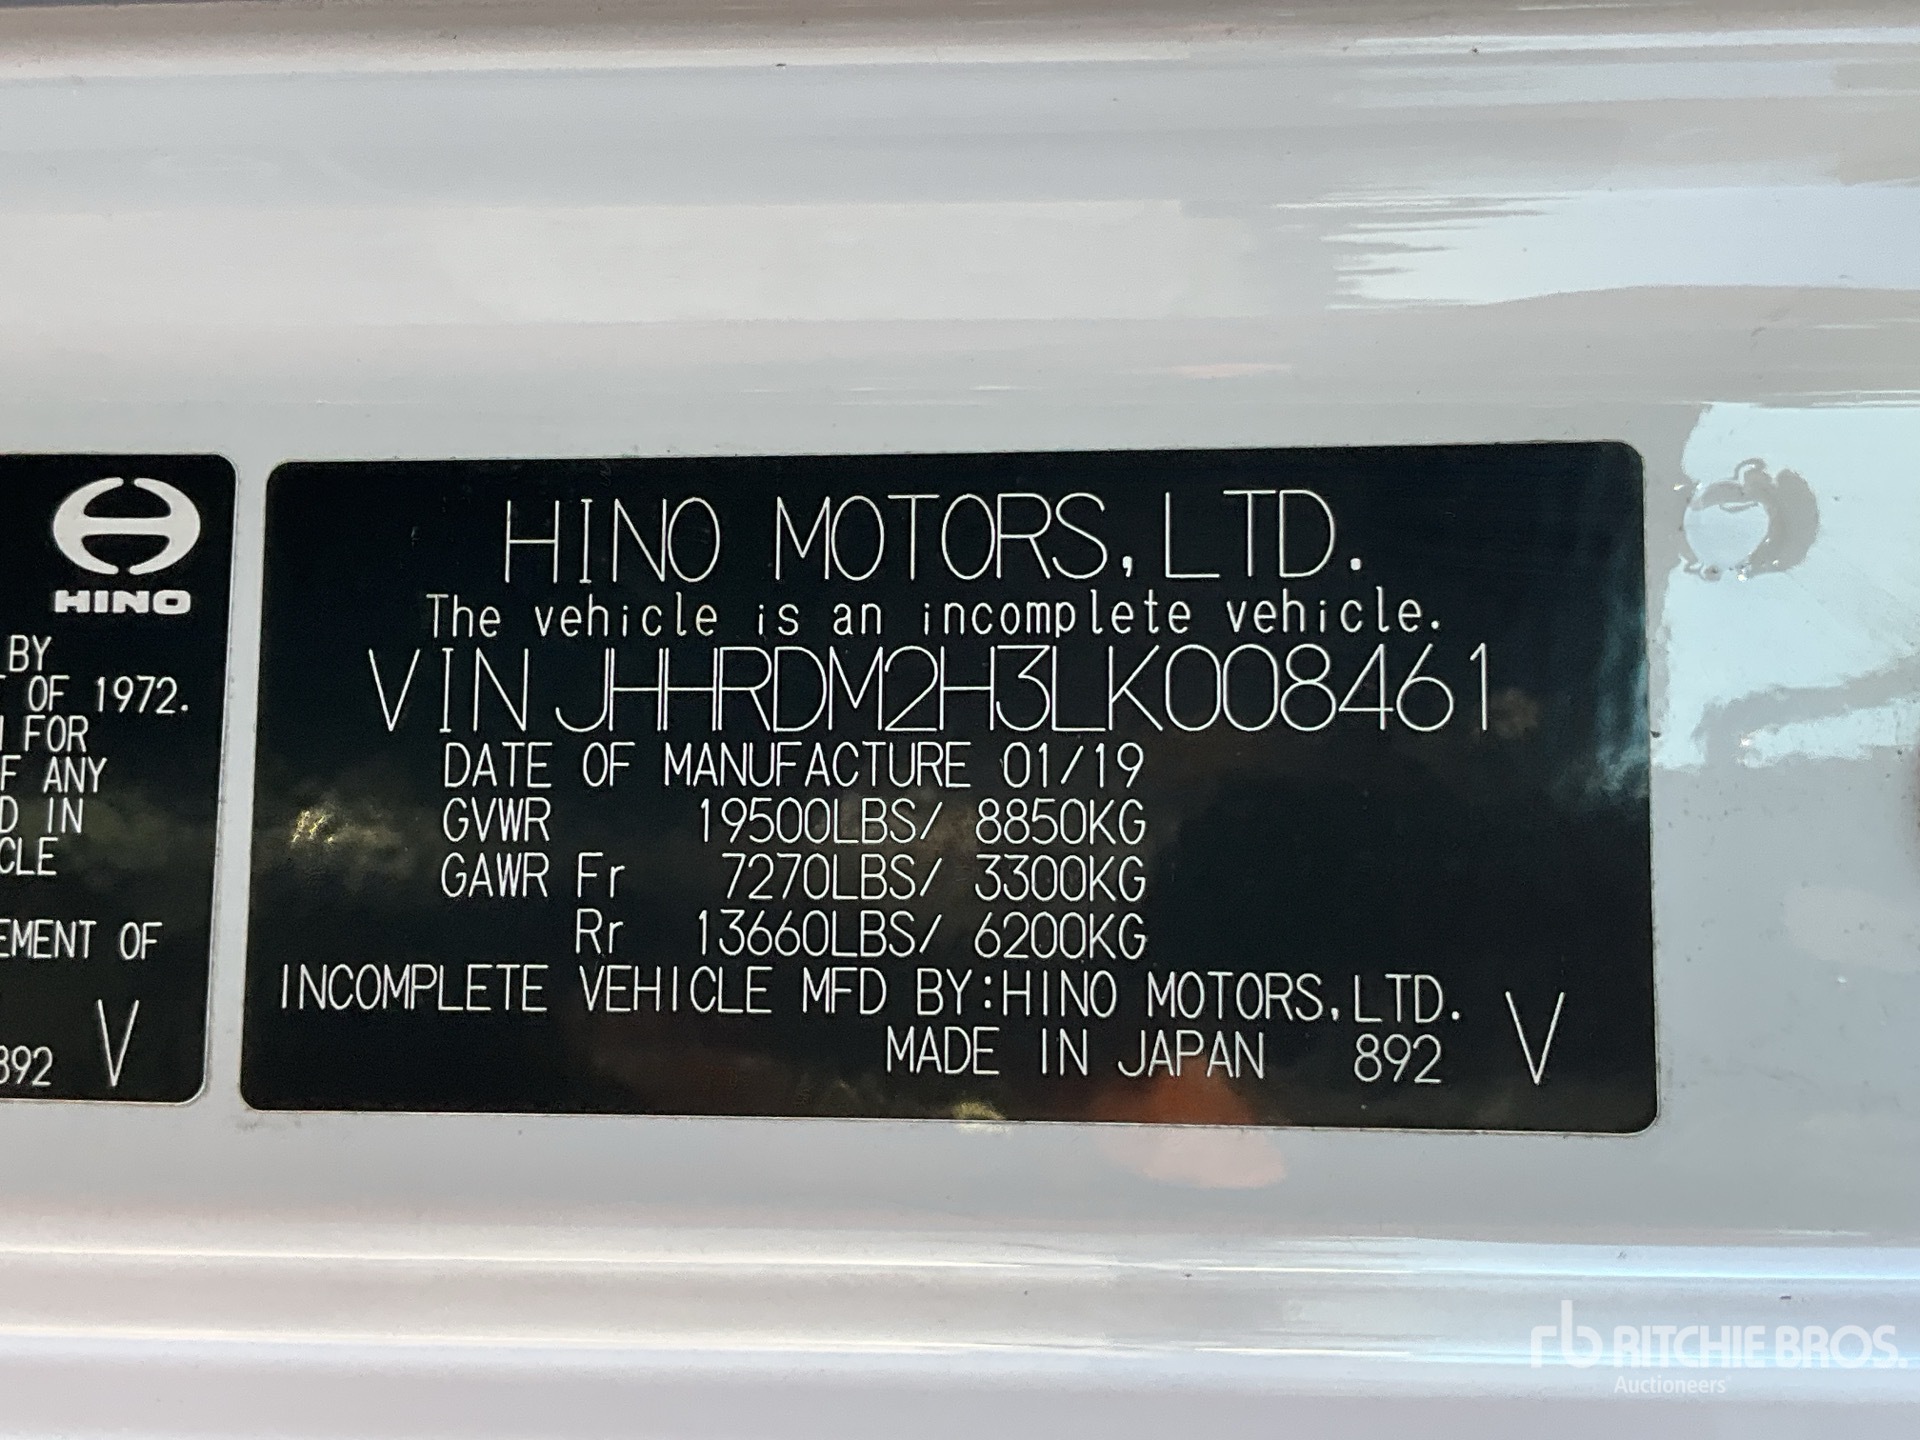 HINO
BY
OF 1972.
FOR
F ANY
D IN
CLE
EMENT OF
892 V
HINO MOTORS,LTD.
The vehicle is an incomplete vehicle.
VIN JHHRDM2H3LK008461
DATE OF MANUFACTURE 01/19
GVWR 19500LBS/ 8850KG
GAWR Fr 7270LBS/ 3300KG
Rr 13660LBS/ 6200KG
INCOMPLETE VEHICLE MFD BY:HINO MOTORS,LTD.
MADE IN JAPAN 892 V
rb RITCHIE BROS.
Auctioneers